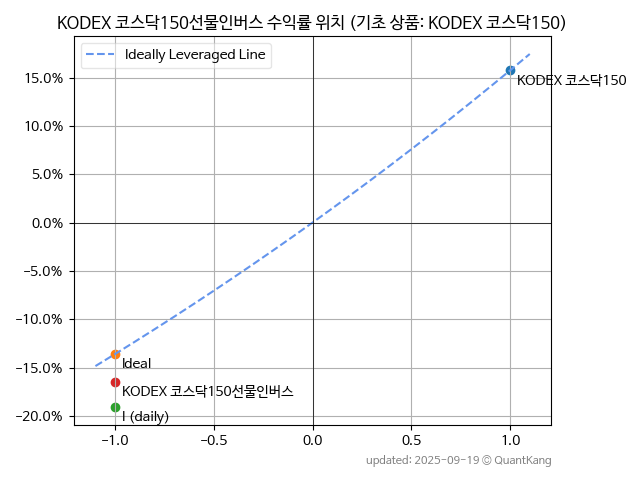 KODEX 코스닥150선물인버스 수익률 위치 (기초 상품: KODEX 코스닥150)
Ideally Leveraged Line
15.0%
10.0%
5.0%
0.0%
−5.0%
−10.0%
−15.0%
−20.0%
KODEX 코스닥150
Ideal
KODEX 코스닥150선물인버스
I (daily)
−1.0
−0.5
0.0
0.5
1.0
updated: 2025-09-19 © QuantKang